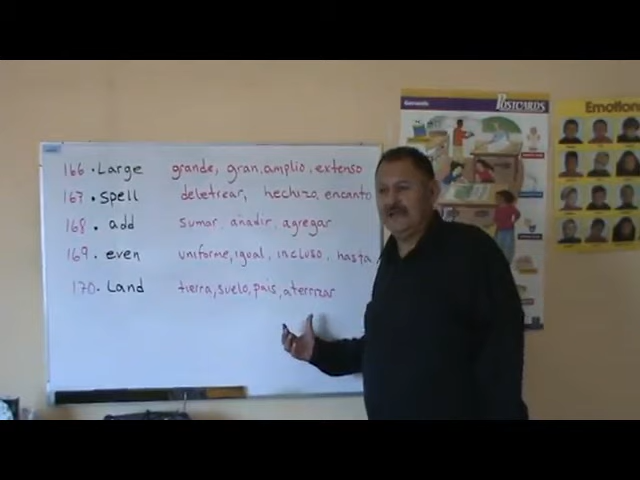 166. Large grande, gran, amplio, extenso
167. spell deletrear, hechizo, encanto
168. add sumar, añadir, agregar
169. even uniforme, igual, incluso, hasta,
170. Land tierra, suelo, pais, aterrizar
POSTCARDS
Emotions